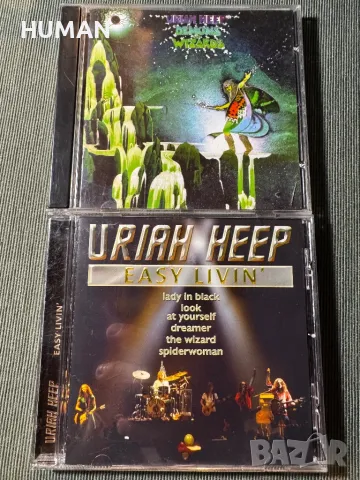 URIAH HEEP
DEMONS
AND
WIZARDS
URIAH HEEP
EASY LIVIN'
lady in black
look
at yourself
dreamer
the wizard
spiderwoman
URIAH HEEP EASY LIVIN'
BAZAR